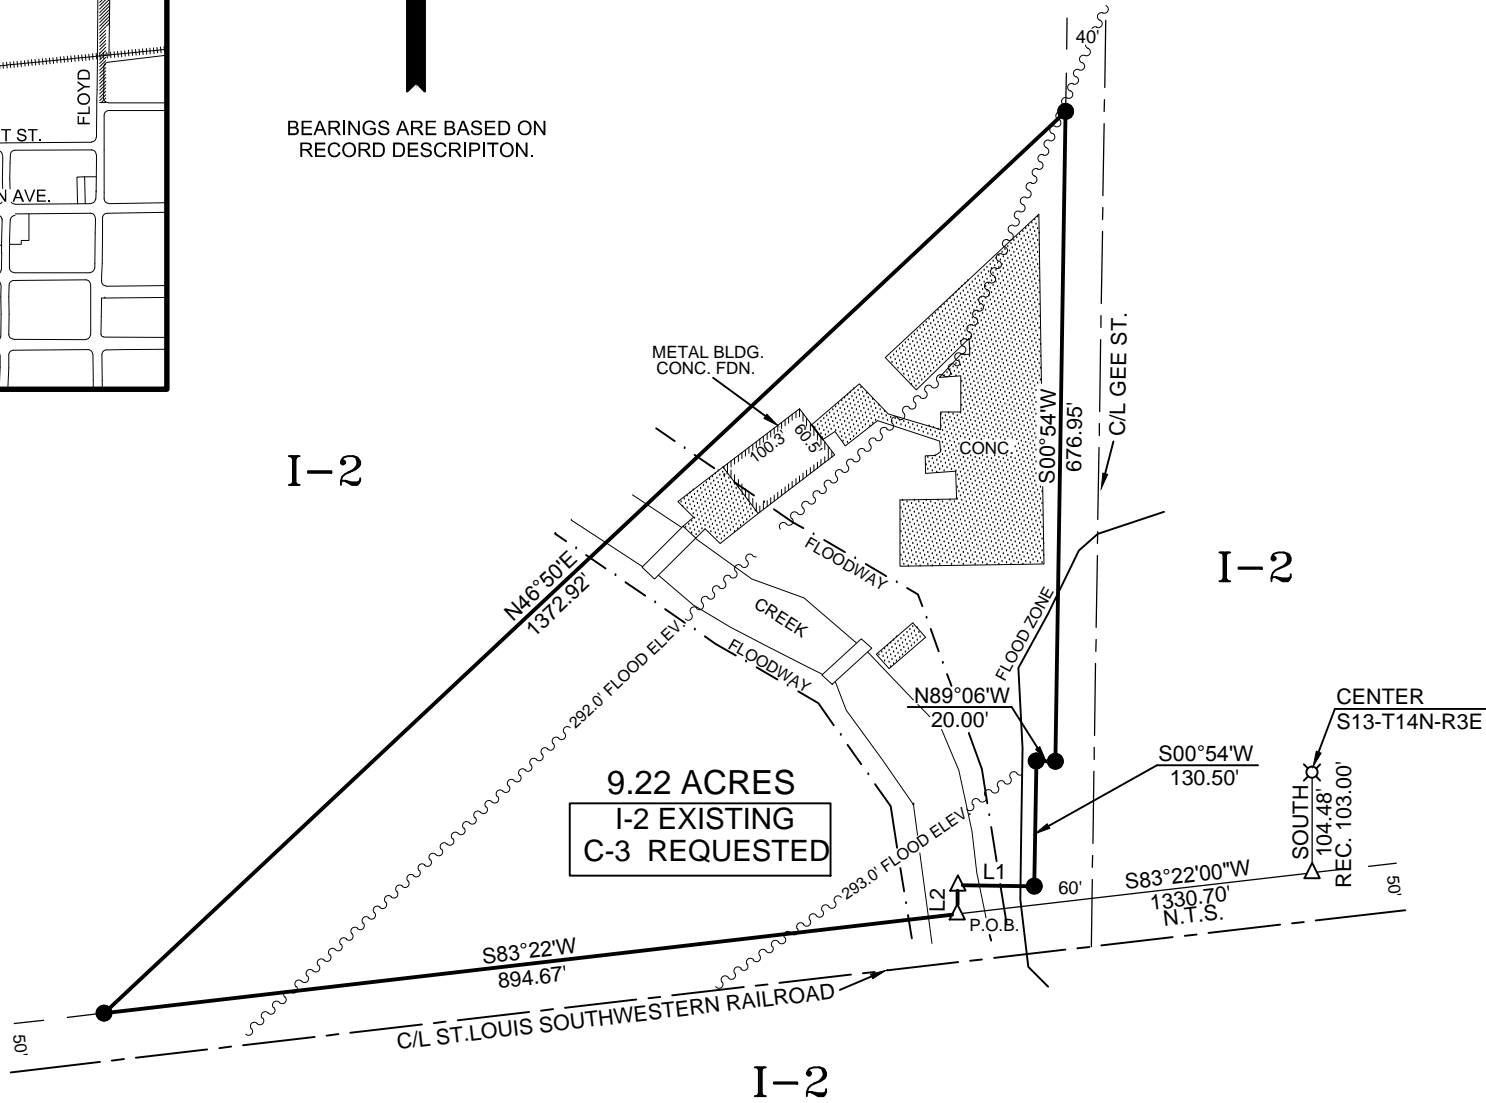 40'
FLOYD
BEARINGS ARE BASED ON
RECORD DESCRIPITON.
T ST.
N AVE.
METAL BLDG.
CONC. FDN.
C/L GEE ST.
100.3'
60.5'
CONC.
S00°54'W
676.95'
I-2
I-2
FLOODWAY
N46°50'E.
1372.92'
CREEK
FLOOD ZONE
292.0' FLOOD ELEV.
FLOODWAY
N89°06'W
20.00'
CENTER
S13-T14N-R3E
S00°54'W
130.50'
9.22 ACRES
I-2 EXISTING
C-3 REQUESTED
SOUTH
104.48'
REC. 103.00'
293.0' FLOOD ELEV.
L1
L2
60'
S83°22'00"W
1330.70'
N.T.S.
50'
P.O.B.
S83°22'W
894.67'
C/L ST.LOUIS SOUTHWESTERN RAILROAD
50'
I-2